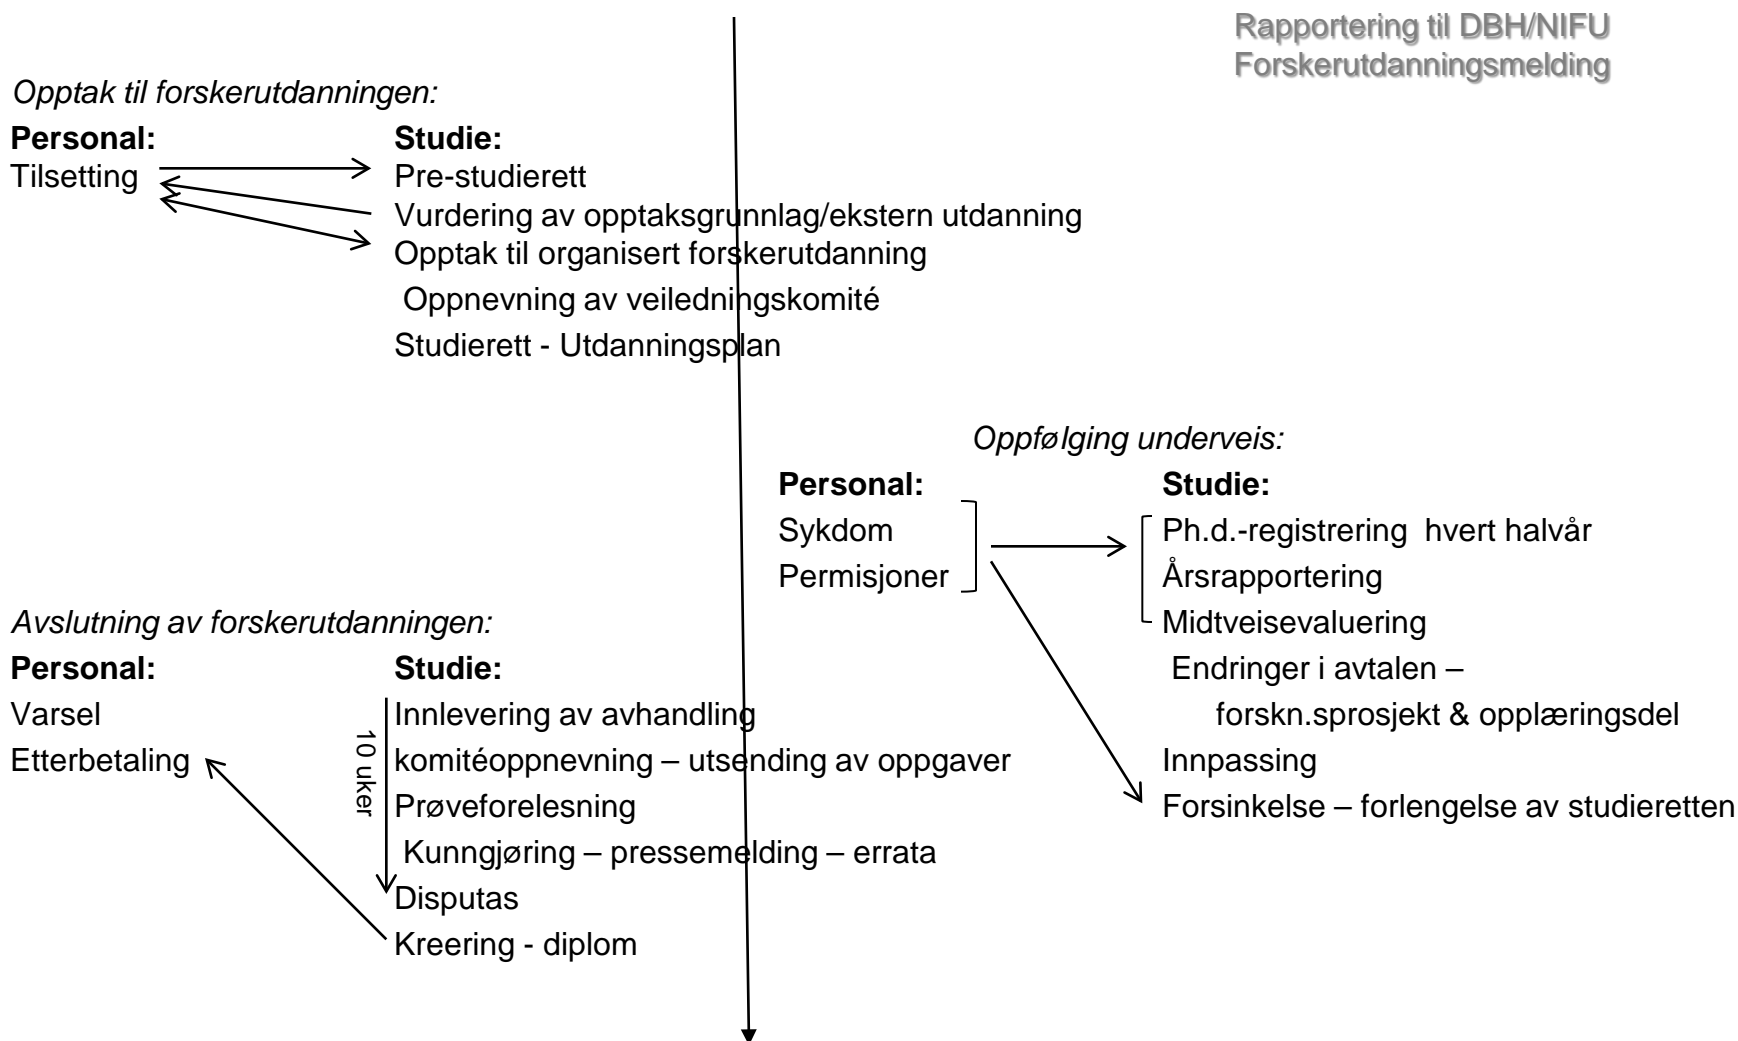 Rapportering til DBH/NIFU
Forskerutdanningsmelding
Opptak til forskerutdanningen:
Personal: Studie:
Tilsetting Pre-studierett
Vurdering av opptaksgrunnlag/ekstern utdanning
Opptak til organisert forskerutdanning
Oppnevning av veiledningskomité
Studierett - Utdanningsplan
Oppfølging underveis:
Personal: Studie:
Sykdom Ph.d.-registrering hvert halvår
Permisjoner Årsrapportering
Midtveisevaluering
Endringer i avtalen –
forskn.sprosjekt & opplæringsdel
Innpassing
Forsinkelse – forlengelse av studieretten
Avslutning av forskerutdanningen:
Personal: Studie:
Varsel Innlevering av avhandling
Etterbetaling komitéoppnevning – utsending av oppgaver
10 uker
Prøveforelesning
Kunngjøring – pressemelding – errata
Disputas
Kreering - diplom